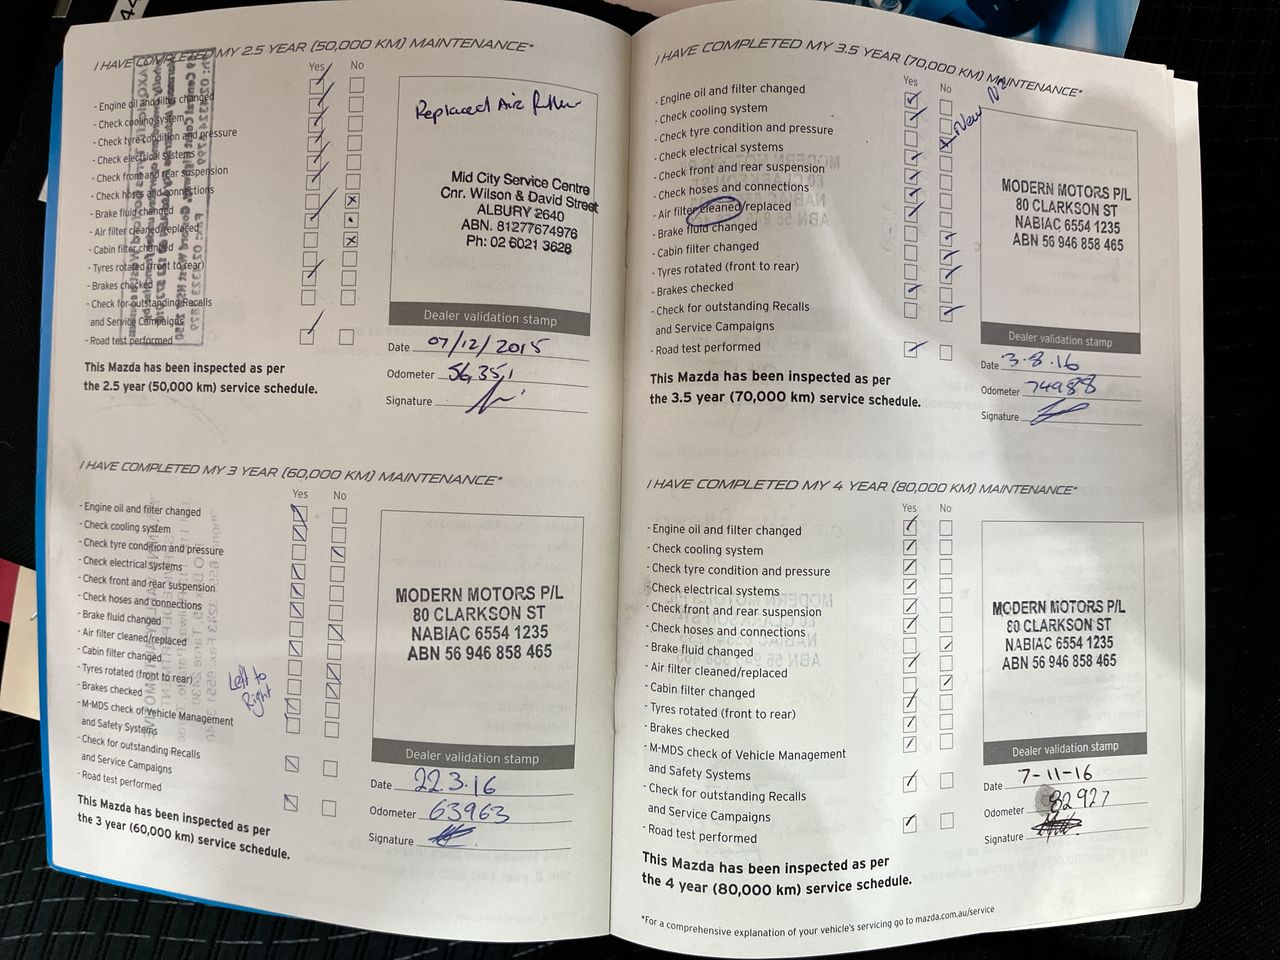 I HAVE COMPLETED MY 2.5 YEAR (50,000 KM) MAINTENANCE*
Yes No
- Engine oil and filter changed
- Check cooling system
- Check tyre condition and pressure
- Check electrical systems
- Check front and rear suspension
- Check hoses and connections
- Brake fluid changed
- Air filter cleaned/replaced
- Cabin filter changed
- Tyres rotated (front to rear)
- Brakes checked
- Check for outstanding Recalls
and Service Campaigns
- Road test performed
This Mazda has been inspected as per
the 2.5 year (50,000 km) service schedule.
Replaced Air filter
Mid City Service Centre
Cnr. Wilson & David Street
ALBURY 2640
ABN. 81277674976
Ph: 02 6021 3628
Dealer validation stamp
Date 07/12/2015
Odometer 56,351
Signature
I HAVE COMPLETED MY 3 YEAR (60,000 KM) MAINTENANCE*
Yes No
- Engine oil and filter changed
- Check cooling system
- Check tyre condition and pressure
- Check electrical systems
- Check front and rear suspension
- Check hoses and connections
- Brake fluid changed
- Air filter cleaned/replaced
- Cabin filter changed
- Tyres rotated (front to rear)
- Brakes checked
- M-MDS check of Vehicle Management
and Safety Systems
- Check for outstanding Recalls
and Service Campaigns
- Road test performed
Left to
Right
This Mazda has been inspected as per
the 3 year (60,000 km) service schedule.
MODERN MOTORS P/L
80 CLARKSON ST
NABIAC 6554 1235
ABN 56 946 858 465
Dealer validation stamp
Date 22.3.16
Odometer 63963
Signature
I HAVE COMPLETED MY 3.5 YEAR (70,000 KM) MAINTENANCE*
Yes No
- Engine oil and filter changed
- Check cooling system
- Check tyre condition and pressure
- Check electrical systems
- Check front and rear suspension
- Check hoses and connections
- Air filter cleaned/replaced
- Brake fluid changed
- Cabin filter changed
- Tyres rotated (front to rear)
- Brakes checked
- Check for outstanding Recalls
and Service Campaigns
- Road test performed
New
This Mazda has been inspected as per
the 3.5 year (70,000 km) service schedule.
MODERN MOTORS P/L
80 CLARKSON ST
NABIAC 6554 1235
ABN 56 946 858 465
Dealer validation stamp
Date 3.8.16
Odometer 74988
Signature
I HAVE COMPLETED MY 4 YEAR (80,000 KM) MAINTENANCE*
Yes No
- Engine oil and filter changed
- Check cooling system
- Check tyre condition and pressure
- Check electrical systems
- Check front and rear suspension
- Check hoses and connections
- Brake fluid changed
- Air filter cleaned/replaced
- Cabin filter changed
- Tyres rotated (front to rear)
- Brakes checked
- M-MDS check of Vehicle Management
and Safety Systems
- Check for outstanding Recalls
and Service Campaigns
- Road test performed
This Mazda has been inspected as per
the 4 year (80,000 km) service schedule.
MODERN MOTORS P/L
80 CLARKSON ST
NABIAC 6554 1235
ABN 56 946 858 465
Dealer validation stamp
Date 7-11-16
Odometer 82927
Signature
*For a comprehensive explanation of your vehicle's servicing go to mazda.com.au/service